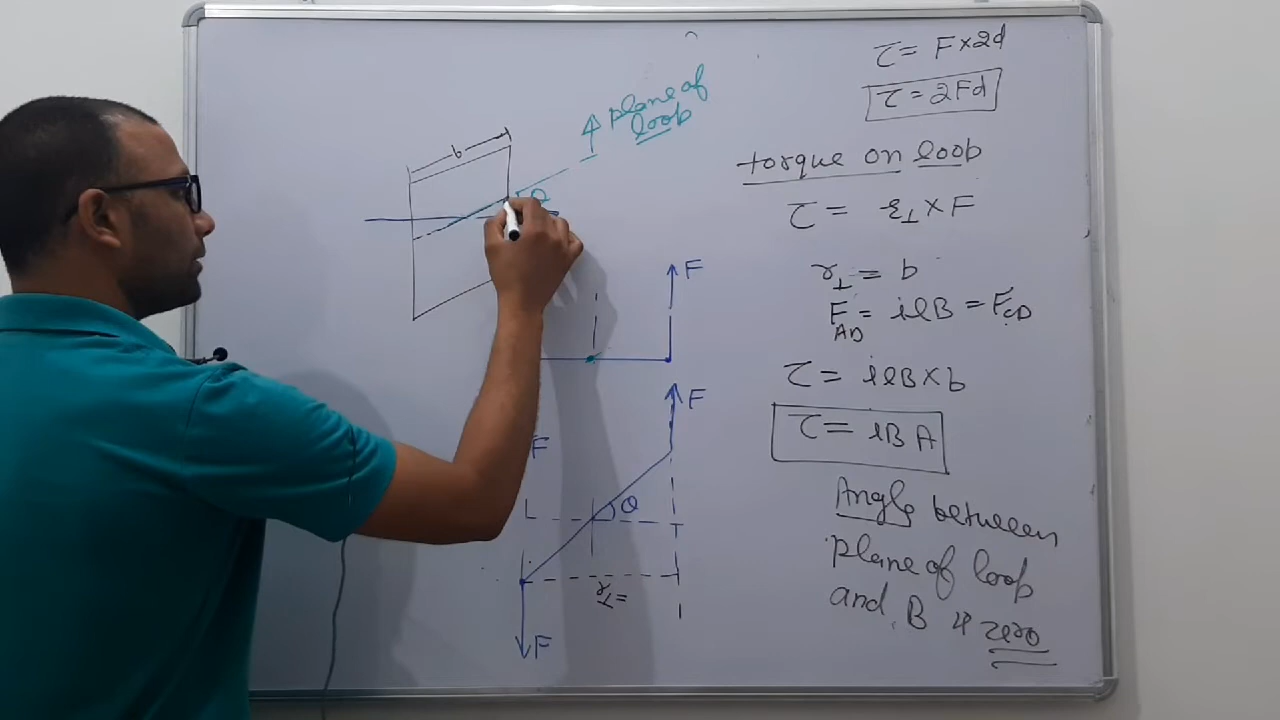 τ = F×2d
τ = 2Fd
plane of
loop
b
θ
torque on loop
τ = r⊥ × F
r⊥ = b
F = ilB = F_CD
AD
τ = ilB × b
τ = iBA
Angle between
plane of loop
and B is zero
F
F
F
θ
r⊥ =
F